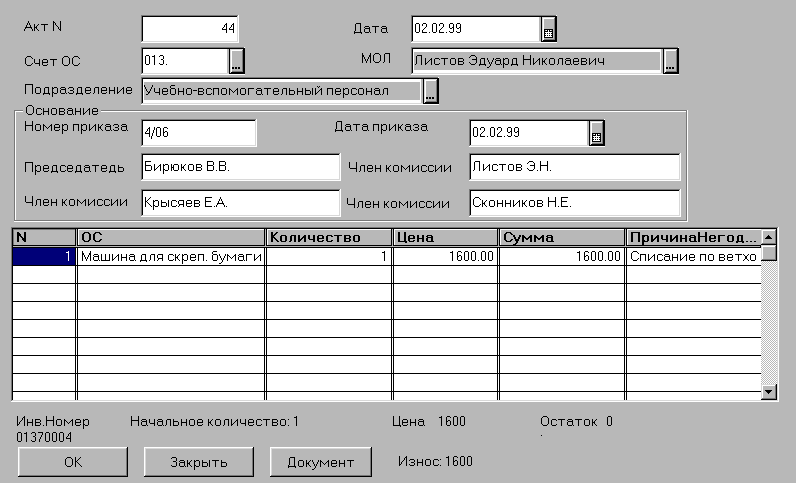 Акт N 44 Дата 02.02.99
Счет ОС 013. ... МОЛ Листов Эдуард Николаевич ...
Подразделение Учебно-вспомогательный персонал ...
Основание
Номер приказа 4/06 Дата приказа 02.02.99
Председатедь Бирюков В.В. Член комиссии Листов Э.Н.
Член комиссии Крысяев Е.А. Член комиссии Сконников Н.Е.
N ОС Количество Цена Сумма ПричинаНегод...
1 Машина для скреп. бумаги 1 1600.00 1600.00 Списание по ветхо
Инв.Номер Начальное количество: 1 Цена 1600 Остаток 0
01370004
OK Закрыть Документ Износ: 1600